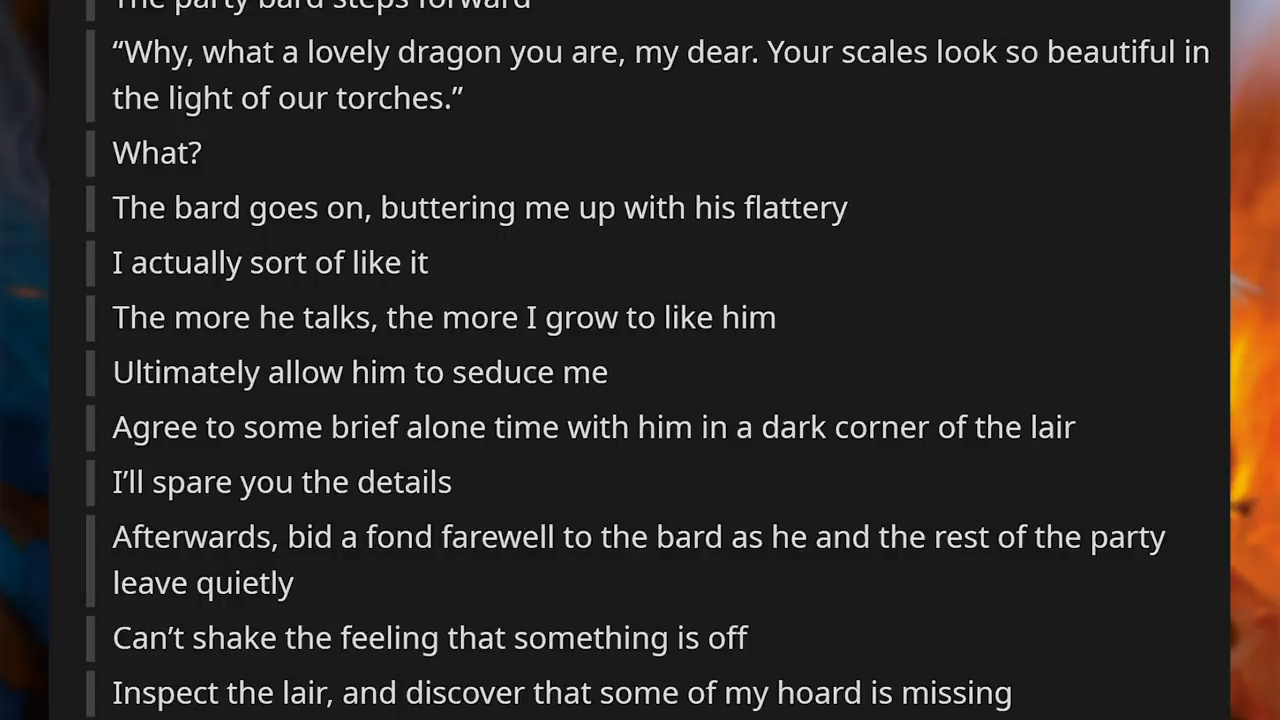 The party bard steps forward
“Why, what a lovely dragon you are, my dear. Your scales look so beautiful in
the light of our torches.”
What?
The bard goes on, buttering me up with his flattery
I actually sort of like it
The more he talks, the more I grow to like him
Ultimately allow him to seduce me
Agree to some brief alone time with him in a dark corner of the lair
I’ll spare you the details
Afterwards, bid a fond farewell to the bard as he and the rest of the party
leave quietly
Can’t shake the feeling that something is off
Inspect the lair, and discover that some of my hoard is missing